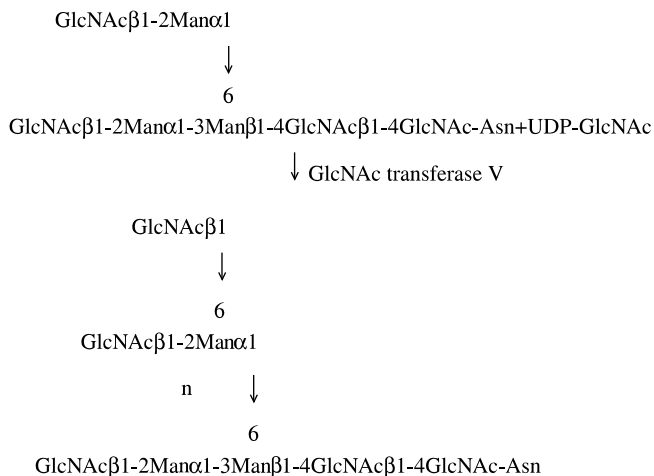 GlcNAcβ1-2Manα1
↓
6
GlcNAcβ1-2Manα1-3Manβ1-4GlcNAcβ1-4GlcNAc-Asn+UDP-GlcNAc
↓ GlcNAc transferase V
GlcNAcβ1
↓
6
GlcNAcβ1-2Manα1
n ↓
6
GlcNAcβ1-2Manα1-3Manβ1-4GlcNAcβ1-4GlcNAc-Asn